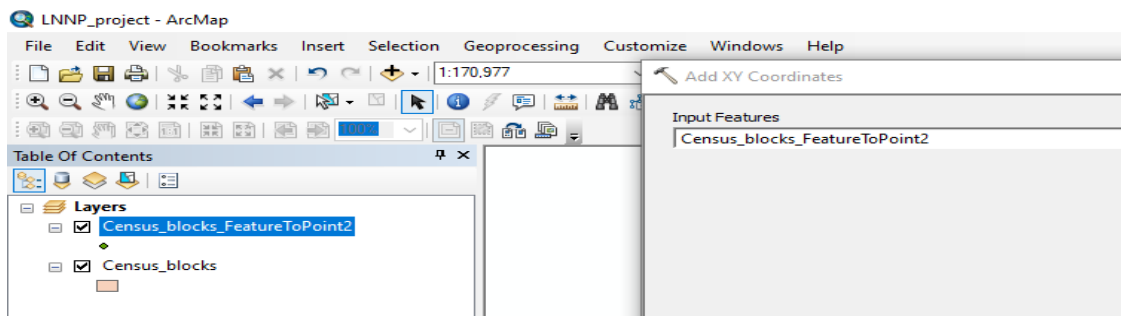 LNNP_project - ArcMap
File Edit View Bookmarks Insert Selection Geoprocessing Customize Windows Help
1:170,977
Add XY Coordinates
100%
Input Features
Census_blocks_FeatureToPoint2
Table Of Contents
Layers
Census_blocks_FeatureToPoint2
Census_blocks